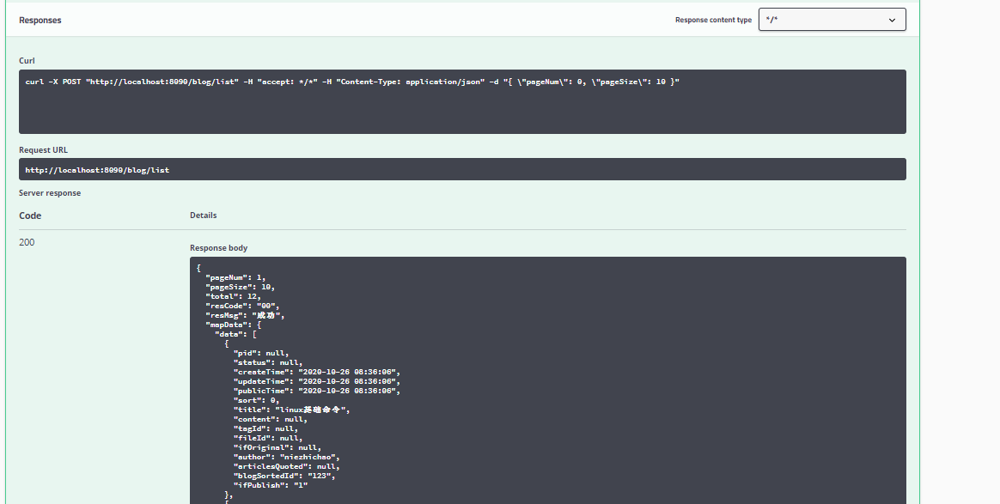 Responses
Response content type */*
Curl
curl -X POST "http://localhost:8090/blog/list" -H "accept: */*" -H "Content-Type: application/json" -d "{ \"pageNum\": 0, \"pageSize\": 10 }"
Request URL
http://localhost:8090/blog/list
Server response
Code Details
200
Response body
{
"pageNum": 1,
"pageSize": 10,
"total": 12,
"resCode": "00",
"resMsg": "成功",
"mapData": {
"data": [
{
"pid": null,
"status": null,
"createTime": "2020-10-26 08:36:06",
"updateTime": "2020-10-26 08:36:06",
"publicTime": "2020-10-26 08:36:06",
"sort": 0,
"title": "linux基础命令",
"content": null,
"tagId": null,
"fileId": null,
"ifOriginal": null,
"author": "niezhichao",
"articlesQuoted": null,
"blogSortedId": "123",
"ifPublish": "1"
},